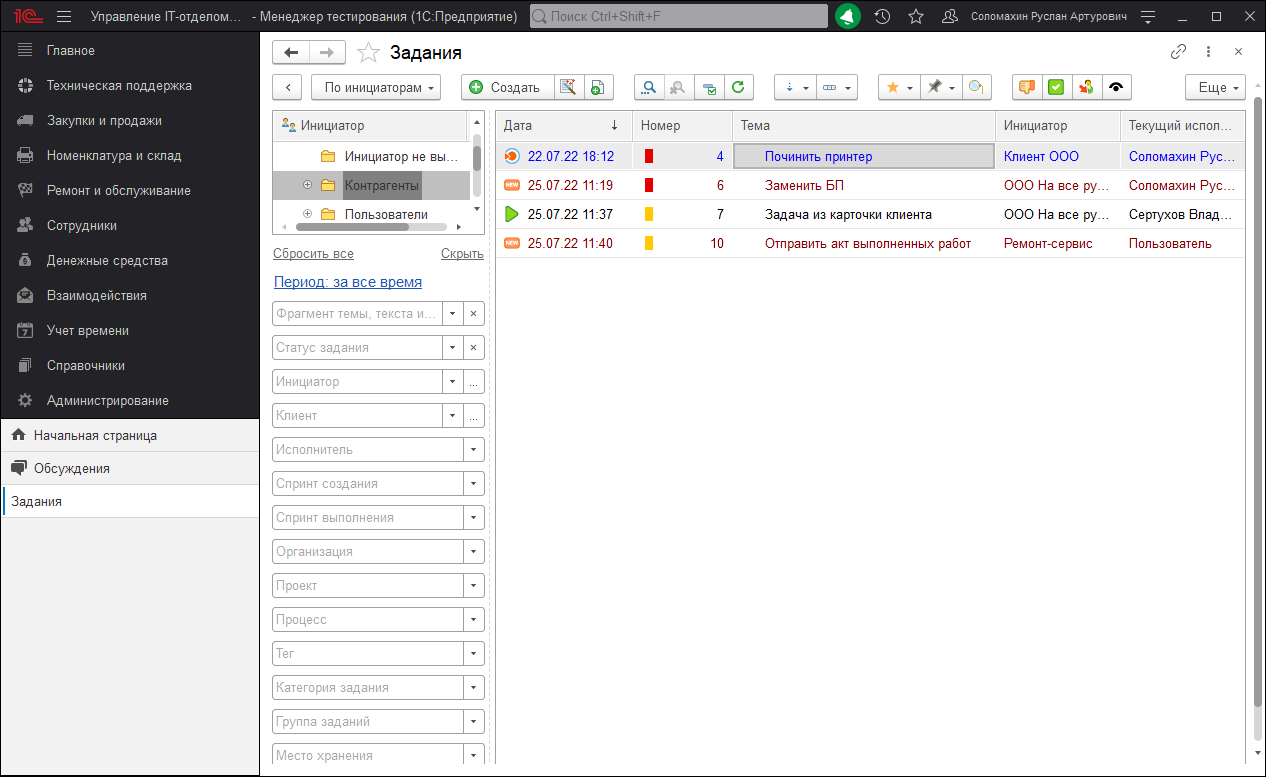 1С Управление IT-отделом... - Менеджер тестирования (1С:Предприятие) Поиск Ctrl+Shift+F Соломахин Руслан Артурович
Главное
Техническая поддержка
Закупки и продажи
Номенклатура и склад
Ремонт и обслуживание
Сотрудники
Денежные средства
Взаимодействия
7 Учет времени
Справочники
Администрирование
Начальная страница
Обсуждения
Задания
Задания
По инициаторам Создать Еще
Инициатор
Инициатор не вы...
Контрагенты
Пользователи
Сбросить все Скрыть
Период: за все время
Фрагмент темы, текста и...
Статус задания
Инициатор ...
Клиент ...
Исполнитель
Спринт создания
Спринт выполнения
Организация
Проект
Процесс
Тег
Категория задания
Группа заданий
Место хранения
Дата Номер Тема Инициатор Текущий испол...
22.07.22 18:12 4 Починить принтер Клиент ООО Соломахин Рус...
NEW 25.07.22 11:19 6 Заменить БП ООО На все ру... Соломахин Рус...
25.07.22 11:37 7 Задача из карточки клиента ООО На все ру... Сертухов Влад...
NEW 25.07.22 11:40 10 Отправить акт выполненных работ Ремонт-сервис Пользователь